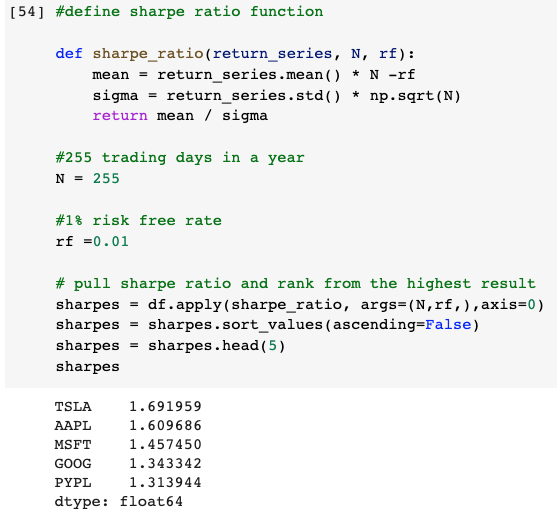 [54] #define sharpe ratio function
def sharpe_ratio(return_series, N, rf):
    mean = return_series.mean() * N -rf
    sigma = return_series.std() * np.sqrt(N)
    return mean / sigma
#255 trading days in a year
N = 255
#1% risk free rate
rf =0.01
# pull sharpe ratio and rank from the highest result
sharpes = df.apply(sharpe_ratio, args=(N,rf,),axis=0)
sharpes = sharpes.sort_values(ascending=False)
sharpes = sharpes.head(5)
sharpes
TSLA    1.691959
AAPL    1.609686
MSFT    1.457450
GOOG    1.343342
PYPL    1.313944
dtype: float64